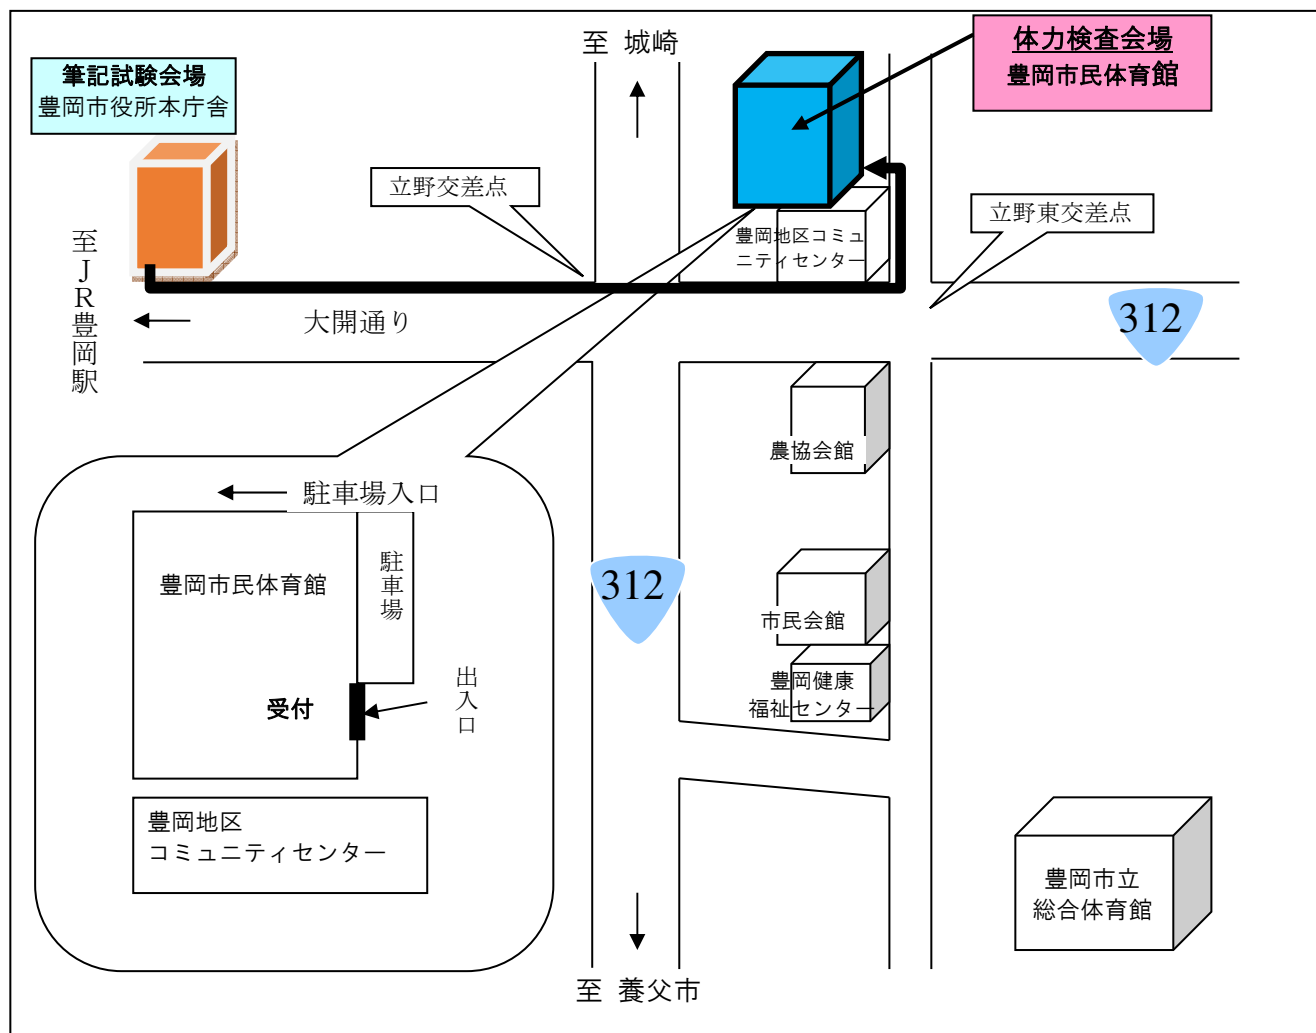 至 城崎
体力検査会場
豊岡市民体育館
筆記試験会場
豊岡市役所本庁舎
立野交差点
立野東交差点
豊岡地区コミュ
ニティセンター
至JR豊岡駅
大開通り
312
農協会館
駐車場入口
駐車場
豊岡市民体育館
312
市民会館
出入口
受付
豊岡健康
福祉センター
豊岡地区
コミュニティセンター
豊岡市立
総合体育館
至 養父市